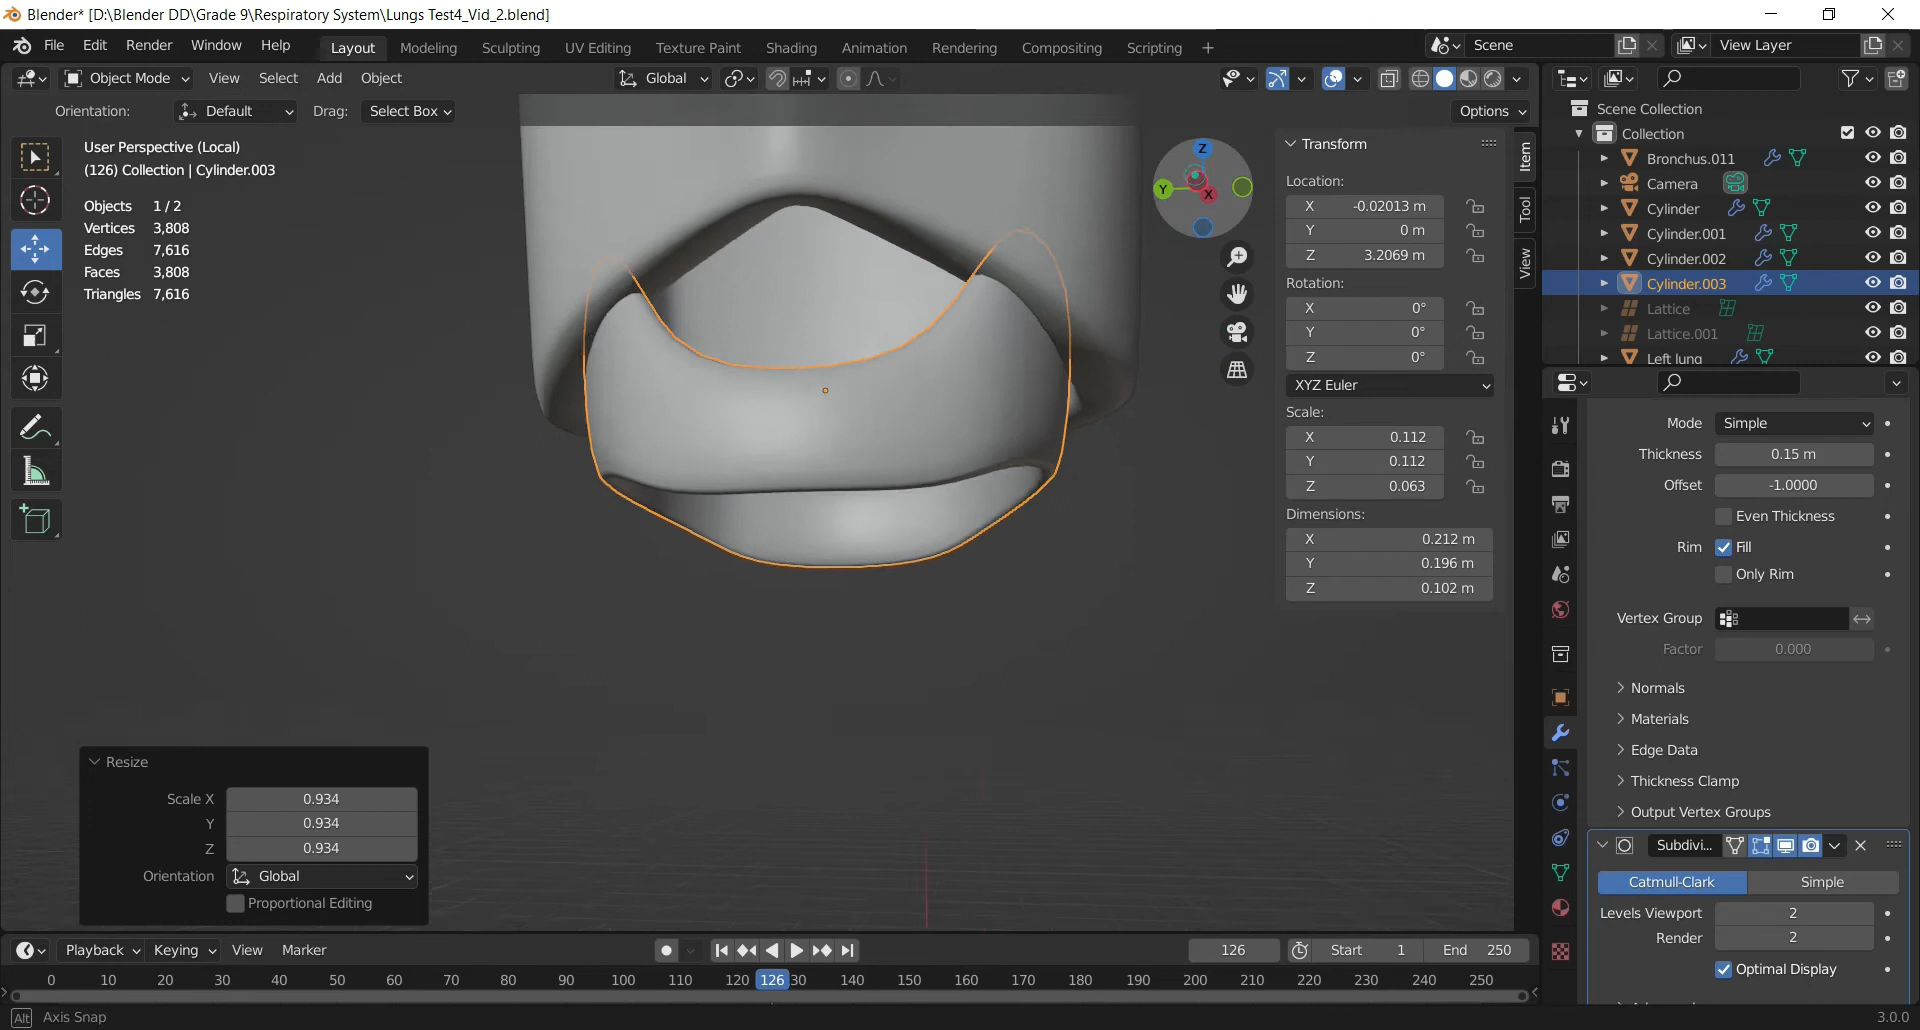 Blender* [D:\Blender DD\Grade 9\Respiratory System\Lungs Test4_Vid_2.blend]
File Edit Render Window Help Layout Modeling Sculpting UV Editing Texture Paint Shading Animation Rendering Compositing Scripting + Scene View Layer
Object Mode View Select Add Object Global
Orientation: Default Drag: Select Box Options
User Perspective (Local)
(126) Collection | Cylinder.003
Objects 1 / 2
Vertices 3,808
Edges 7,616
Faces 3,808
Triangles 7,616
Z
Y
X
Transform
Location:
X -0.02013 m
Y 0 m
Z 3.2069 m
Rotation:
X 0°
Y 0°
Z 0°
XYZ Euler
Scale:
X 0.112
Y 0.112
Z 0.063
Dimensions:
X 0.212 m
Y 0.196 m
Z 0.102 m
Item
Tool
View
Scene Collection
Collection
Bronchus.011
Camera
Cylinder
Cylinder.001
Cylinder.002
Cylinder.003
Lattice
Lattice.001
Left lung
Mode Simple
Thickness 0.15 m
Offset -1.0000
Even Thickness
Rim Fill
Only Rim
Vertex Group
Factor 0.000
Normals
Materials
Edge Data
Thickness Clamp
Output Vertex Groups
Subdivi...
Catmull-Clark Simple
Levels Viewport 2
Render 2
Optimal Display
Resize
Scale X 0.934
Y 0.934
Z 0.934
Orientation Global
Proportional Editing
Playback Keying View Marker 126 Start 1 End 250
0 10 20 30 40 50 60 70 80 90 100 110 120 126 30 140 150 160 170 180 190 200 210 220 230 240 250
Alt Axis Snap 3.0.0